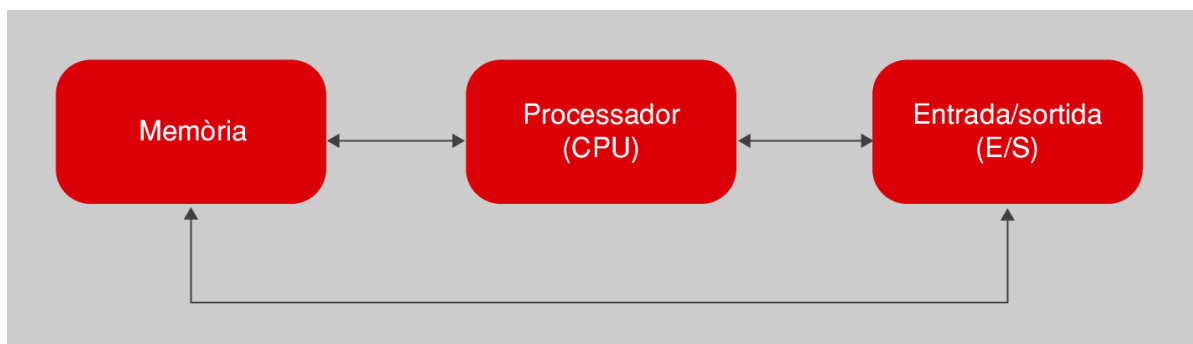 Memòria
Processador
(CPU)
Entrada/sortida
(E/S)